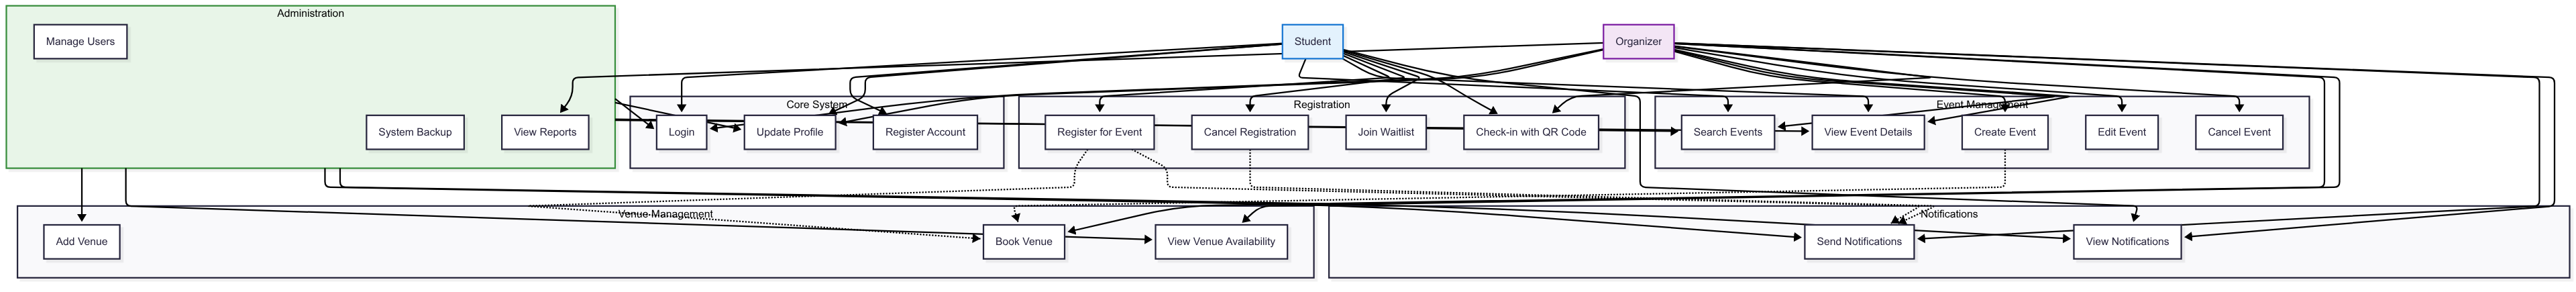 Administration
Manage Users
Student
Organizer
Core System
Registration
Event Management
System Backup
View Reports
Login
Update Profile
Register Account
Register for Event
Cancel Registration
Join Waitlist
Check-in with QR Code
Search Events
View Event Details
Create Event
Edit Event
Cancel Event
Venue Management
Notifications
Add Venue
Book Venue
View Venue Availability
Send Notifications
View Notifications